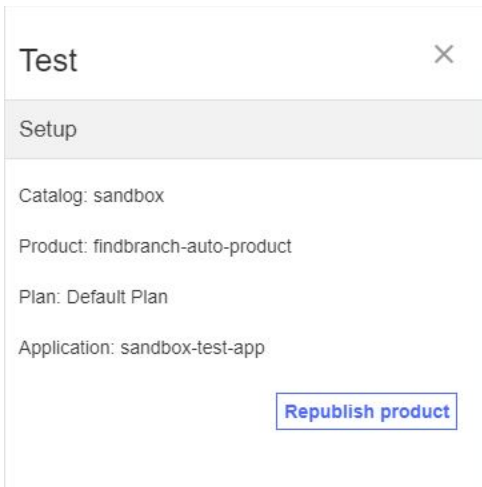 Test
Setup
Catalog: sandbox
Product: findbranch-auto-product
Plan: Default Plan
Application: sandbox-test-app
Republish product